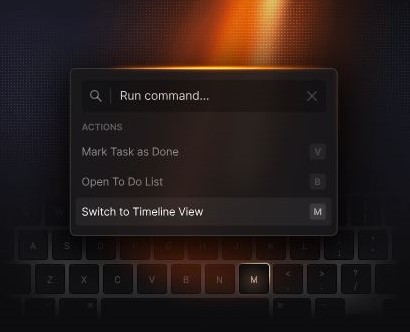 Run command...
ACTIONS
Mark Task as Done V
Open To Do List B
Switch to Timeline View M
A S D F G H J K L ;
Z X C V B N M < , > . ? /